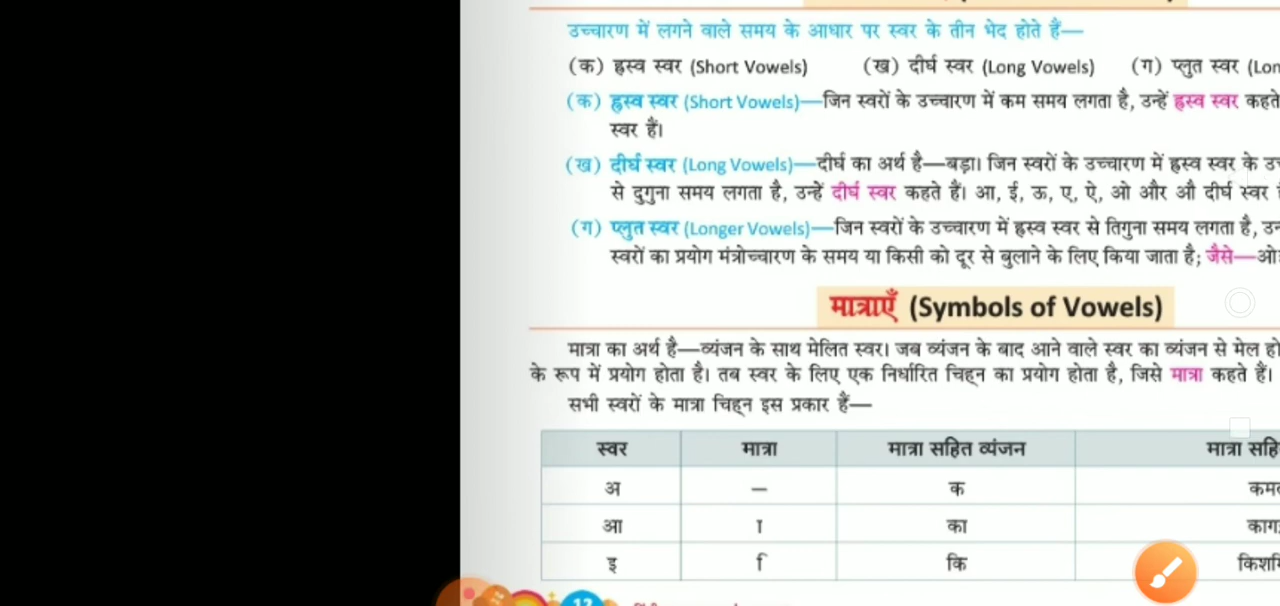 उच्चारण में लगने वाले समय के आधार पर स्वर के तीन भेद होते हैं—
(क) ह्रस्व स्वर (Short Vowels) (ख) दीर्घ स्वर (Long Vowels) (ग) प्लुत स्वर
(क) ह्रस्व स्वर (Short Vowels)—जिन स्वरों के उच्चारण में कम समय लगता है, उन्हें ह्रस्व स्वर कहते
स्वर हैं।
(ख) दीर्घ स्वर (Long Vowels)—दीर्घ का अर्थ है—बड़ा। जिन स्वरों के उच्चारण में ह्रस्व स्वर के
से दुगुना समय लगता है, उन्हें दीर्घ स्वर कहते हैं। आ, ई, ऊ, ए, ऐ, ओ और औ दीर्घ स्वर
(ग) प्लुत स्वर (Longer Vowels)—जिन स्वरों के उच्चारण में ह्रस्व स्वर से तिगुना समय लगता है,
स्वरों का प्रयोग मंत्रोच्चारण के समय या किसी को दूर से बुलाने के लिए किया जाता है; जैसे—
मात्राएँ (Symbols of Vowels)
मात्रा का अर्थ है—व्यंजन के साथ मेलित स्वर। जब व्यंजन के बाद आने वाले स्वर का व्यंजन से मेल
के रूप में प्रयोग होता है। तब स्वर के लिए एक निर्धारित चिह्न का प्रयोग होता है, जिसे मात्रा कहते हैं।
सभी स्वरों के मात्रा चिह्न इस प्रकार हैं—
स्वर मात्रा मात्रा सहित व्यंजन मात्रा
अ — क
आ ा का
इ ि कि
12